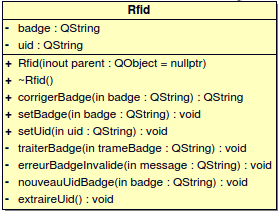 Rfid
- badge : QString
- uid : QString
+ Rfid(inout parent : QObject = nullptr)
+ ~Rfid()
+ corrigerBadge(in badge : QString) : QString
+ setBadge(in badge : QString) : void
+ setUid(in uid : QString) : void
- traiterBadge(in trameBadge : QString) : void
- erreurBadgeInvalide(in message : QString) : void
- nouveauUidBadge(in badge : QString) : void
- extraireUid() : void